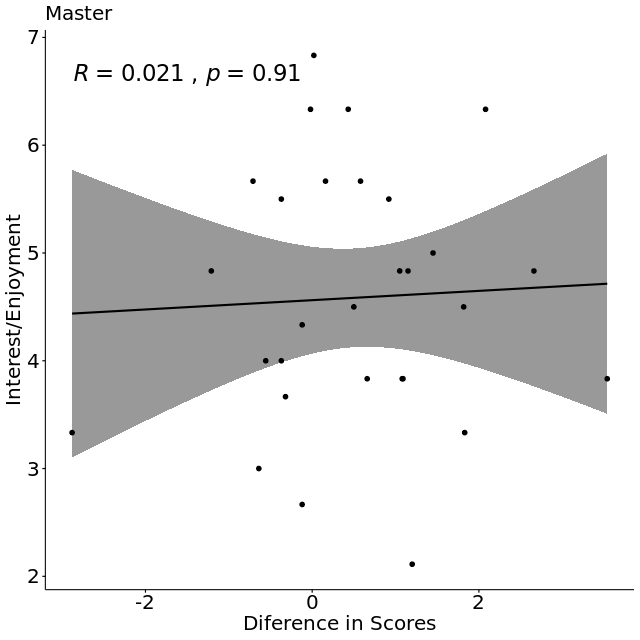 Master
R = 0.021 , p = 0.91
Interest/Enjoyment
7
6
5
4
3
2
-2 0 2
Diference in Scores